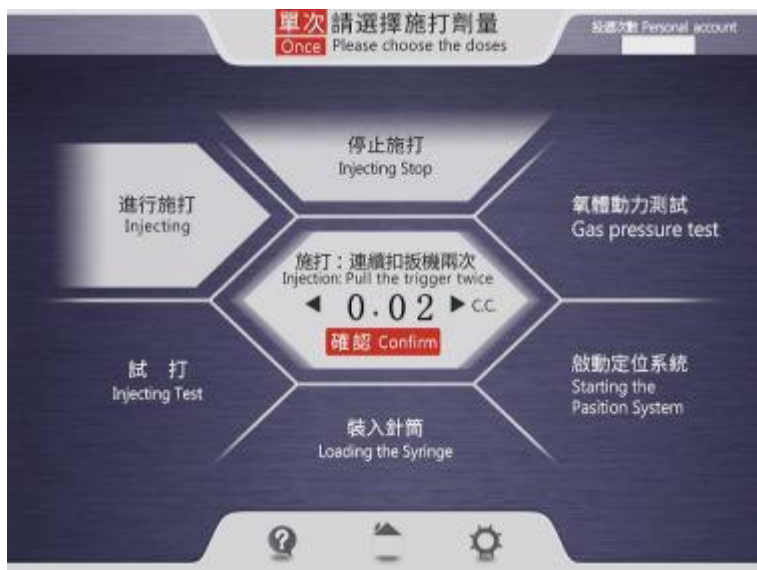 單次 請選擇施打劑量
Once Please choose the doses
Personal account
停止施打
Injecting Stop
進行施打
Injecting
氧體動力測試
Gas pressure test
施打：連續扣扳機兩次
Injection: Pull the trigger twice
◀ 0.02 ▶ C.C.
確認 Confirm
試 打
Injecting Test
啟動定位系統
Starting the
Pasition System
裝入針筒
Loading the Syringe